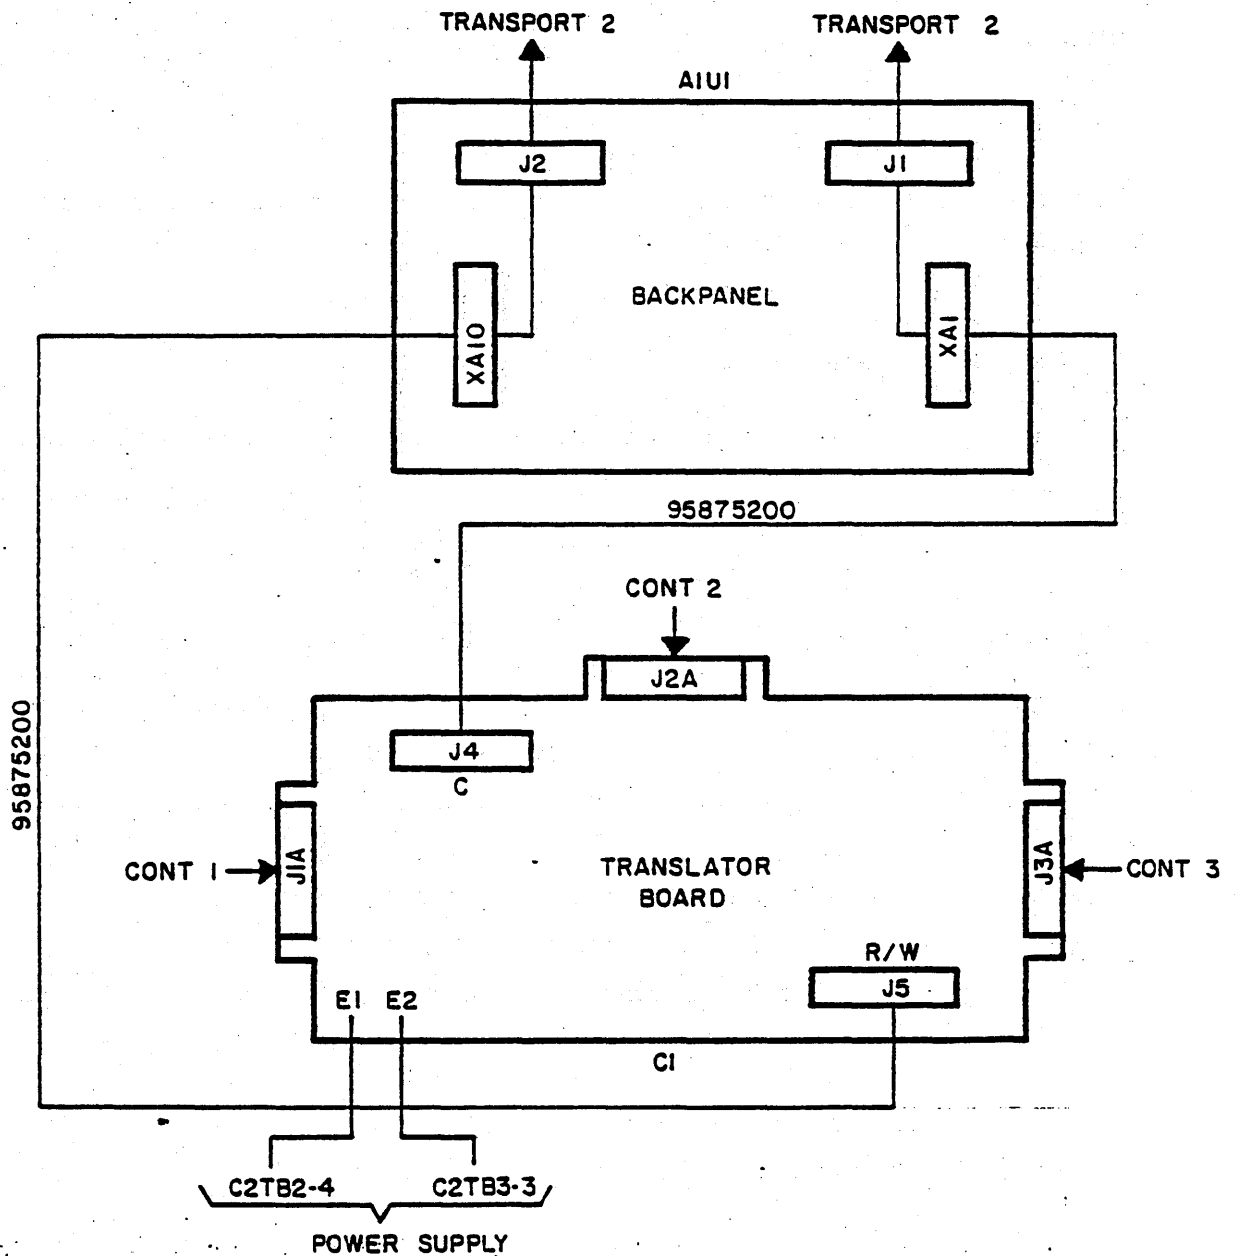 TRANSPORT 2
TRANSPORT 2
A1U1
J2
J1
BACKPANEL
XA10
XA1
95875200
CONT 2
J2A
95875200
J4
C
CONT 1
J1A
TRANSLATOR
BOARD
J3A
CONT 3
R/W
J5
E1
E2
C1
C2TB2-4
C2TB3-3
POWER SUPPLY